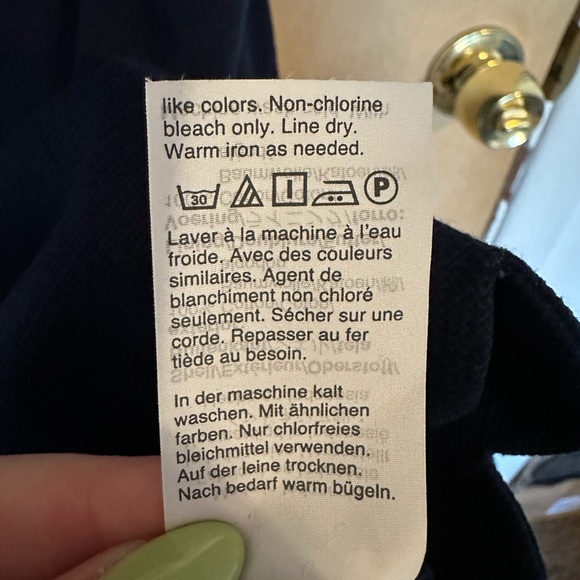 like colors. Non-chlorine
bleach only. Line dry.
Warm iron as needed.
30 I P
Laver à la machine à l'eau
froide. Avec des couleurs
similaires. Agent de
blanchiment non chloré
seulement. Sécher sur une
corde. Repasser au fer
tiède au besoin.
In der maschine kalt
waschen. Mit ähnlichen
farben. Nur chlorfreies
bleichmittel verwenden.
Auf der leine trocknen.
Nach bedarf warm bügeln.